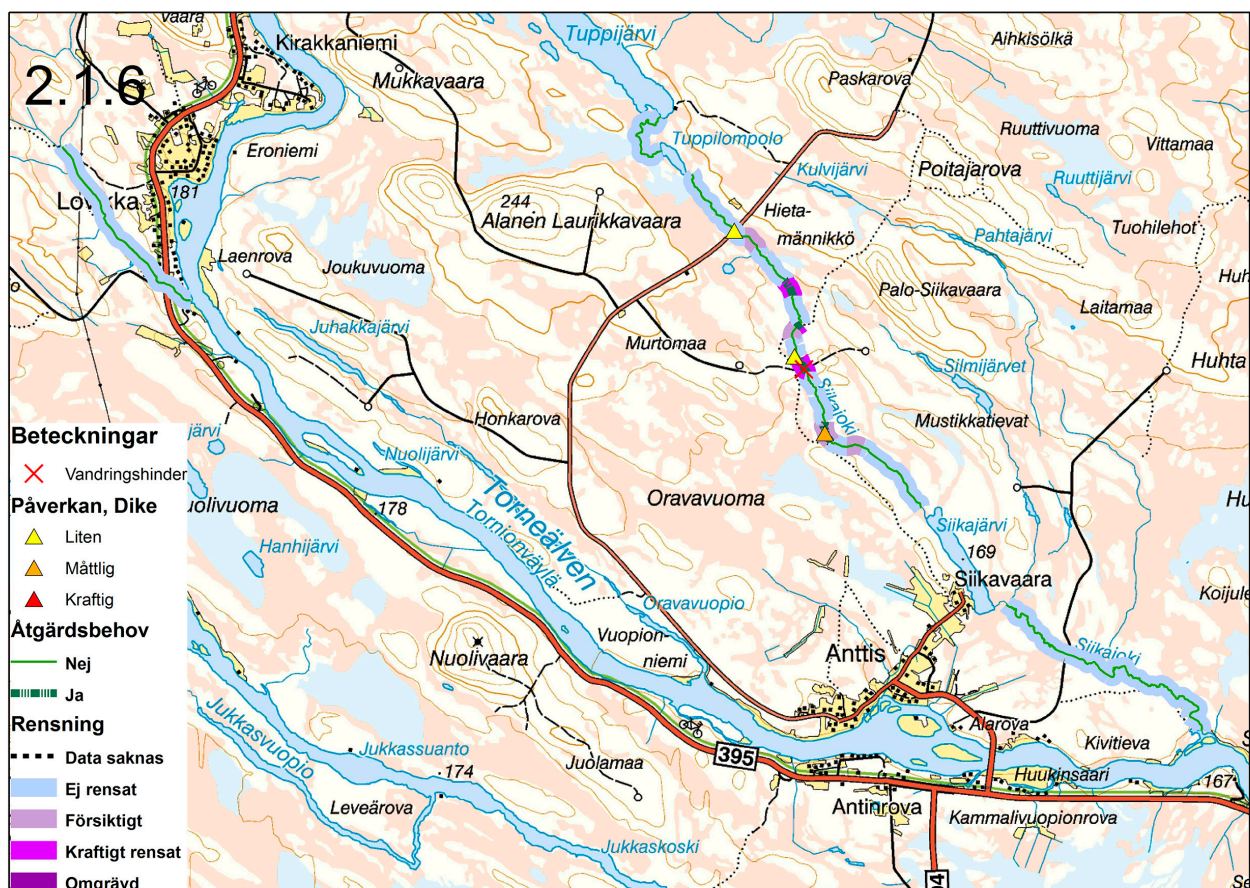 2.1.6
Vaara
Kirakkaniemi
Mukkavaara
Tuppijärvi
Aihkisölkä
Paskarova
Ruuttivuoma
Vittamaa
Tuppilompolo
Eroniemi
Kulvijärvi
Poitajarova
Ruuttijärvi
181
244
Alanen Laurikkavaara
Hieta-
männikkö
Pahtajärvi
Tuohilehot
Laenrova
Joukuvuoma
Palo-Siikavaara
Laitamaa
Juhakkajärvi
Murtomaa
Silmijärvet
Huhta
Siikajoki
Honkarova
Mustikkatievat
Nuolijärvi
Torneälven
Tornionväylä
Oravavuoma
178
Hanhijärvi
Siikajärvi
169
Siikavaara
Oravavuopio
Vuopion-
niemi
Nuolivaara
Anttis
Siikajoki
Jukkasvuopio
Jukkassuanto
174
Leveärova
Juolamaa
395
Alarova
Kivitieva
Huukinsaari
167
Antinrova
Kammalivuopionrova
Jukkaskoski
Beteckningar
Vandringshinder
Påverkan, Dike
Liten
Måttlig
Kraftig
Åtgärdsbehov
Nej
Ja
Rensning
Data saknas
Ej rensat
Försiktigt
Kraftigt rensat
Omgrävd